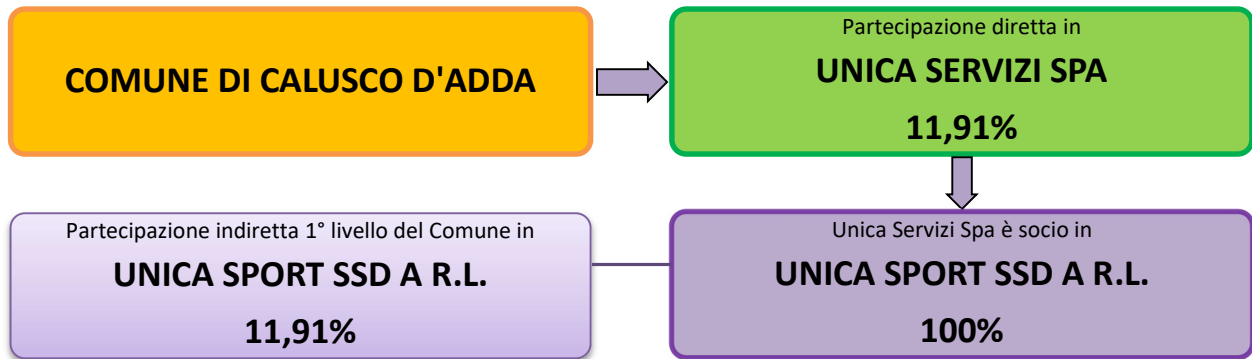 COMUNE DI CALUSCO D'ADDA
Partecipazione diretta in
UNICA SERVIZI SPA
11,91%
Partecipazione indiretta 1° livello del Comune in
UNICA SPORT SSD A R.L.
11,91%
Unica Servizi Spa è socio in
UNICA SPORT SSD A R.L.
100%